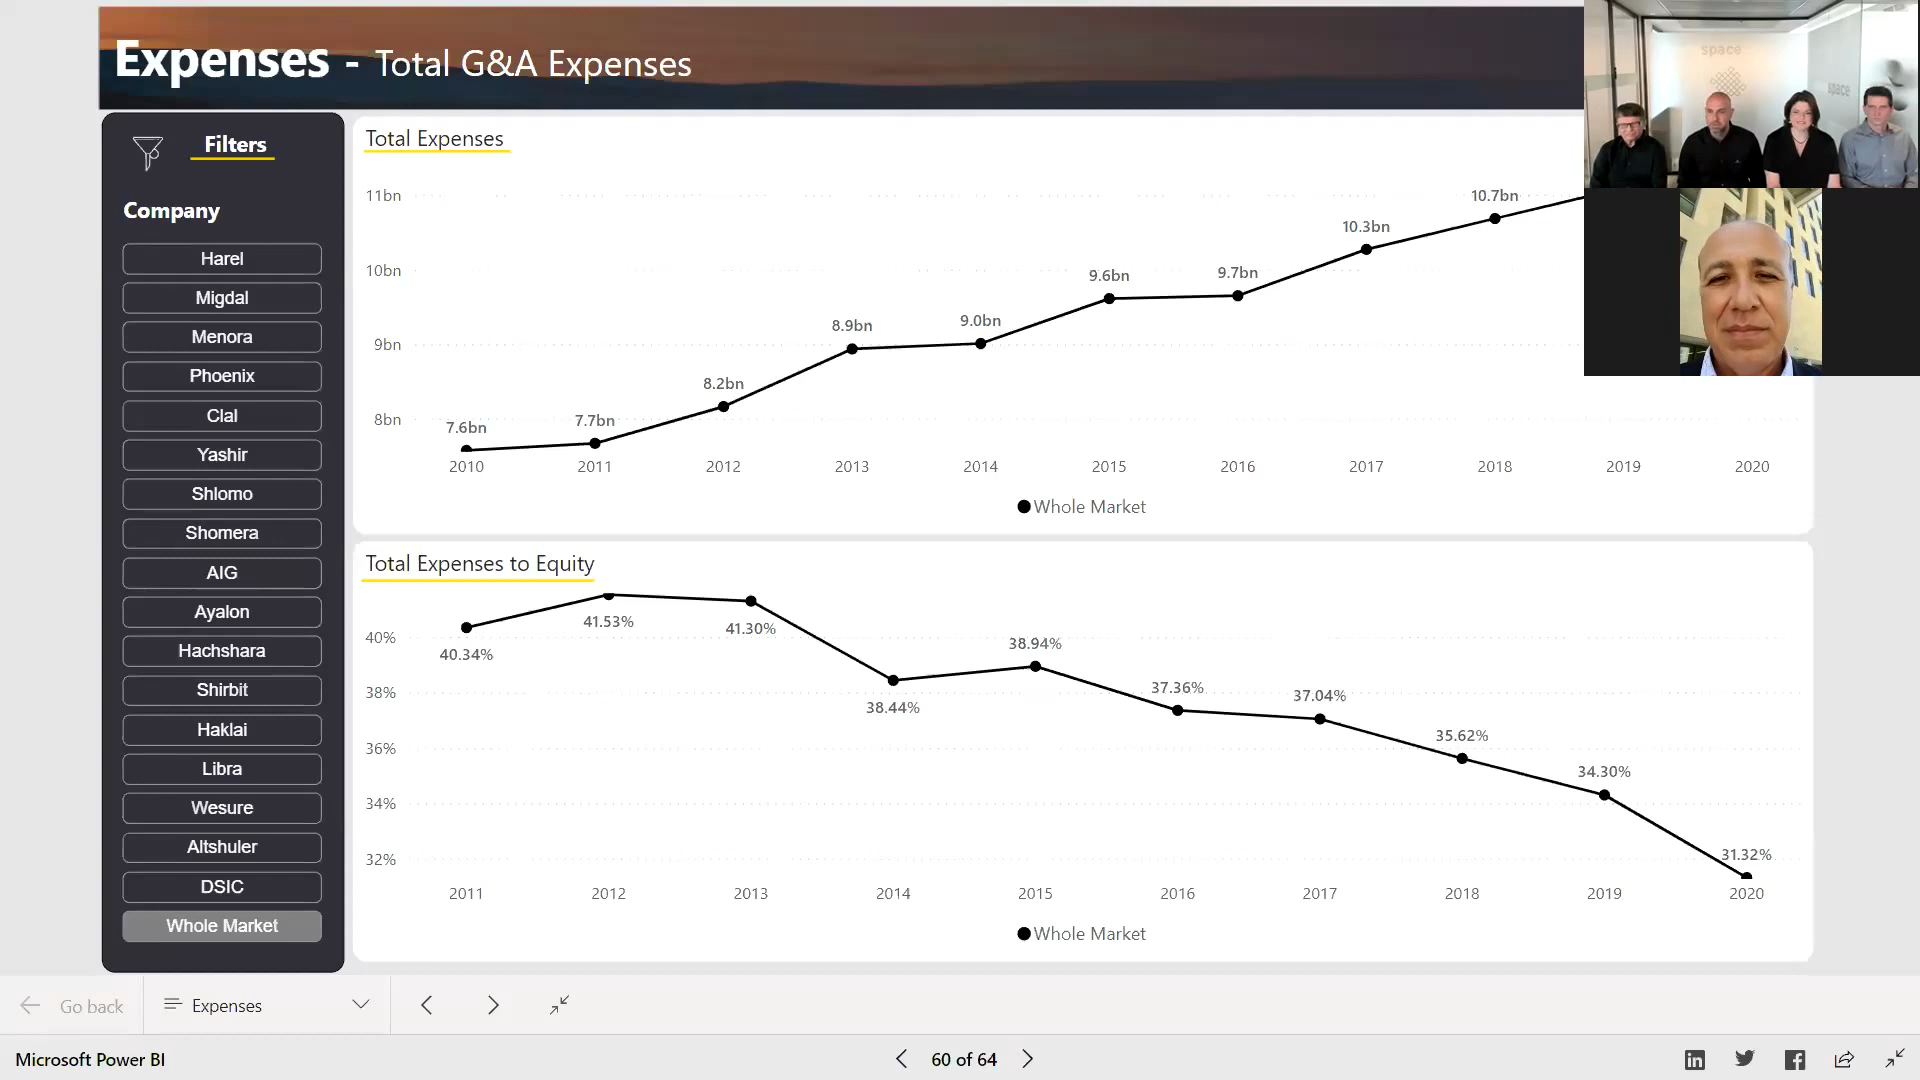 Expenses - Total G&A Expenses
space
space
Filters
Company
Harel
Migdal
Menora
Phoenix
Clal
Yashir
Shlomo
Shomera
AIG
Ayalon
Hachshara
Shirbit
Haklai
Libra
Wesure
Altshuler
DSIC
Whole Market
Total Expenses
11bn
10bn
9bn
8bn
7.6bn
7.7bn
8.2bn
8.9bn
9.0bn
9.6bn
9.7bn
10.3bn
10.7bn
2010 2011 2012 2013 2014 2015 2016 2017 2018 2019 2020
Whole Market
Total Expenses to Equity
40%
38%
36%
34%
32%
40.34%
41.53%
41.30%
38.44%
38.94%
37.36%
37.04%
35.62%
34.30%
31.32%
2011 2012 2013 2014 2015 2016 2017 2018 2019 2020
Whole Market
Go back
Expenses
Microsoft Power BI
60 of 64